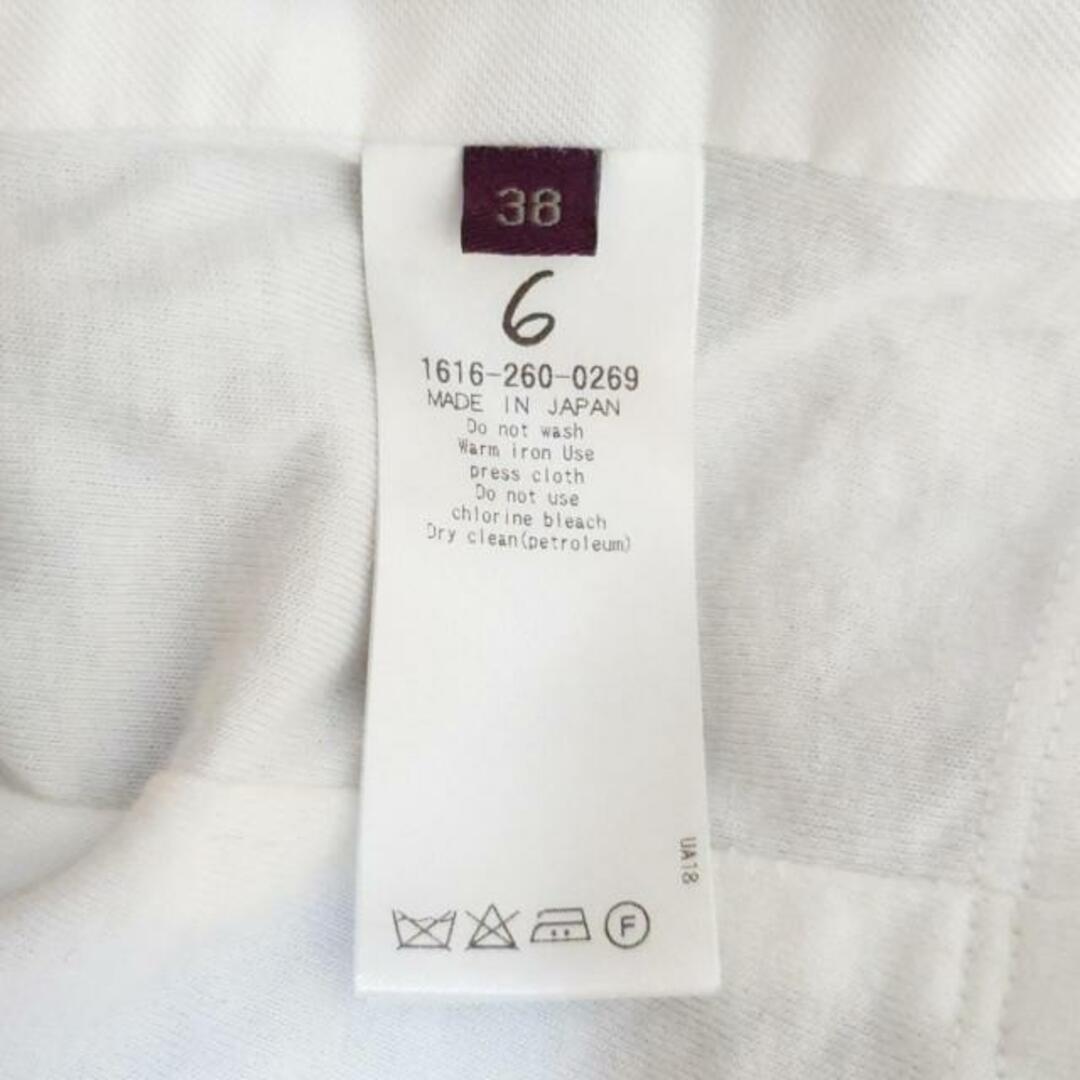 38
6
1616-260-0269
MADE IN JAPAN
Do not wash
Warm iron Use
press cloth
Do not use
chlorine bleach
Dry clean(petroleum)
UA18
F